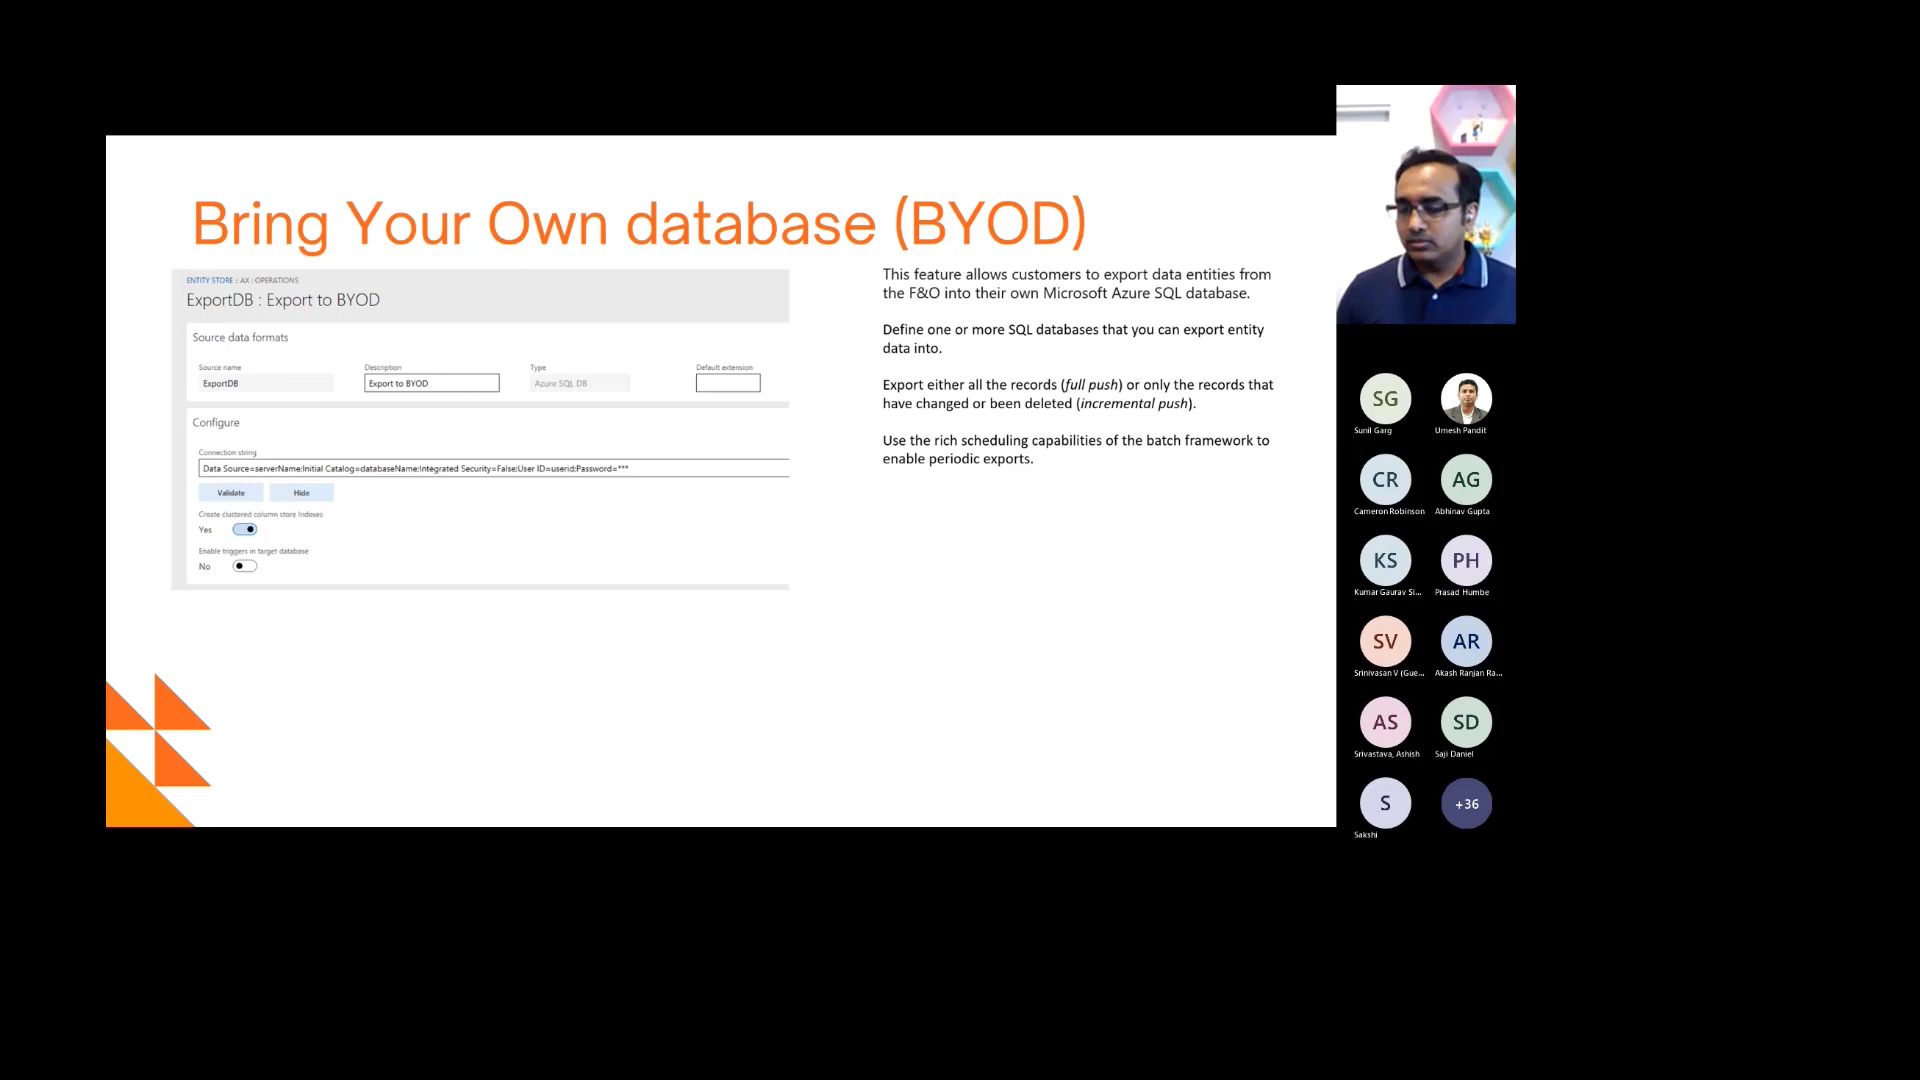 Bring Your Own database (BYOD)
ENTITY STORE :: AX : OPERATIONS
ExportDB : Export to BYOD
Source data formats
Source name
Description
Type
Default extension
ExportDB
Export to BYOD
Azure SQL DB
Configure
Connection string
Data Source=serverName;Initial Catalog=databaseName;Integrated Security=False;User ID=userid;Password=***
Validate
Hide
Create clustered column store Indexes
Yes
Enable triggers in target database
No
This feature allows customers to export data entities from
the F&O into their own Microsoft Azure SQL database.
Define one or more SQL databases that you can export entity
data into.
Export either all the records (full push) or only the records that
have changed or been deleted (incremental push).
Use the rich scheduling capabilities of the batch framework to
enable periodic exports.
SG
Sunil Garg
Umesh Pandit
CR
Cameron Robinson
AG
Abhinav Gupta
KS
Kumar Gaurav Si...
PH
Prasad Humbe
SV
Srinivasan V (Gue...
AR
Akash Ranjan Ra...
AS
Srivastava, Ashish
SD
Saji Daniel
S
Sakshi
+36